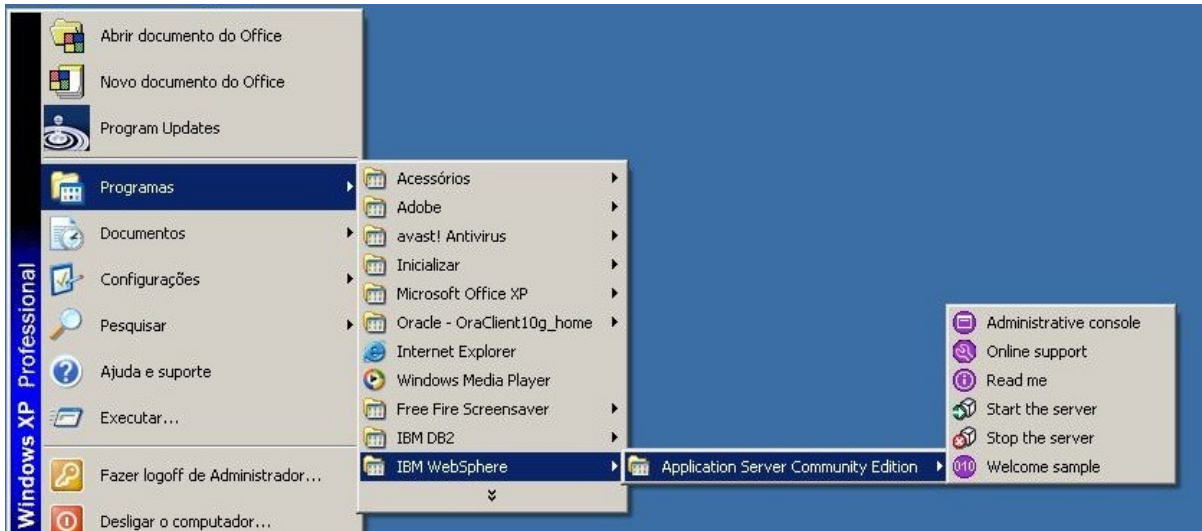 Abrir documento do Office
Novo documento do Office
Program Updates
Programas
Documentos
Configurações
Pesquisar
Ajuda e suporte
Executar...
Fazer logoff de Administrador...
Desligar o computador...
Windows XP Professional
Acessórios
Adobe
avast! Antivirus
Inicializar
Microsoft Office XP
Oracle - OraClient10g_home
Internet Explorer
Windows Media Player
Free Fire Screensaver
IBM DB2
IBM WebSphere
Application Server Community Edition
Administrative console
Online support
Read me
Start the server
Stop the server
010 Welcome sample